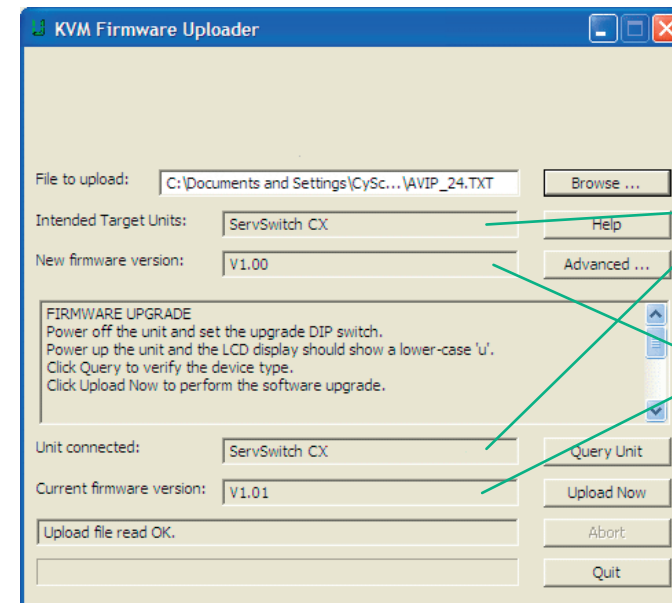 KVM Firmware Uploader
File to upload: C:\Documents and Settings\CySc...\AVIP_24.TXT Browse ...
Intended Target Units: ServSwitch CX Help
New firmware version: V1.00 Advanced ...
FIRMWARE UPGRADE
Power off the unit and set the upgrade DIP switch.
Power up the unit and the LCD display should show a lower-case 'u'.
Click Query to verify the device type.
Click Upload Now to perform the software upgrade.
Unit connected: ServSwitch CX Query Unit
Current firmware version: V1.01 Upload Now
Upload file read OK. Abort
Quit